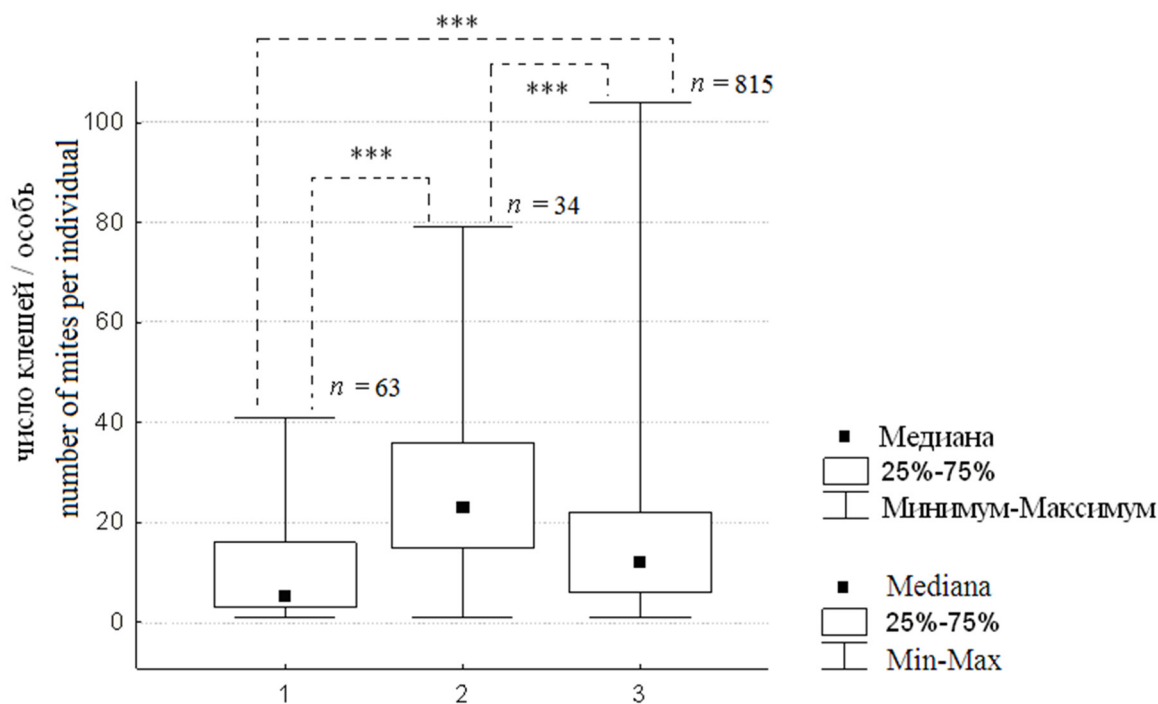 ***
***
n = 815
100
***
80
n = 34
60
n = 63
40
20
0
число клещей / особь
number of mites per individual
1
2
3
Медиана
25%-75%
Минимум-Максимум
Mediana
25%-75%
Min-Max